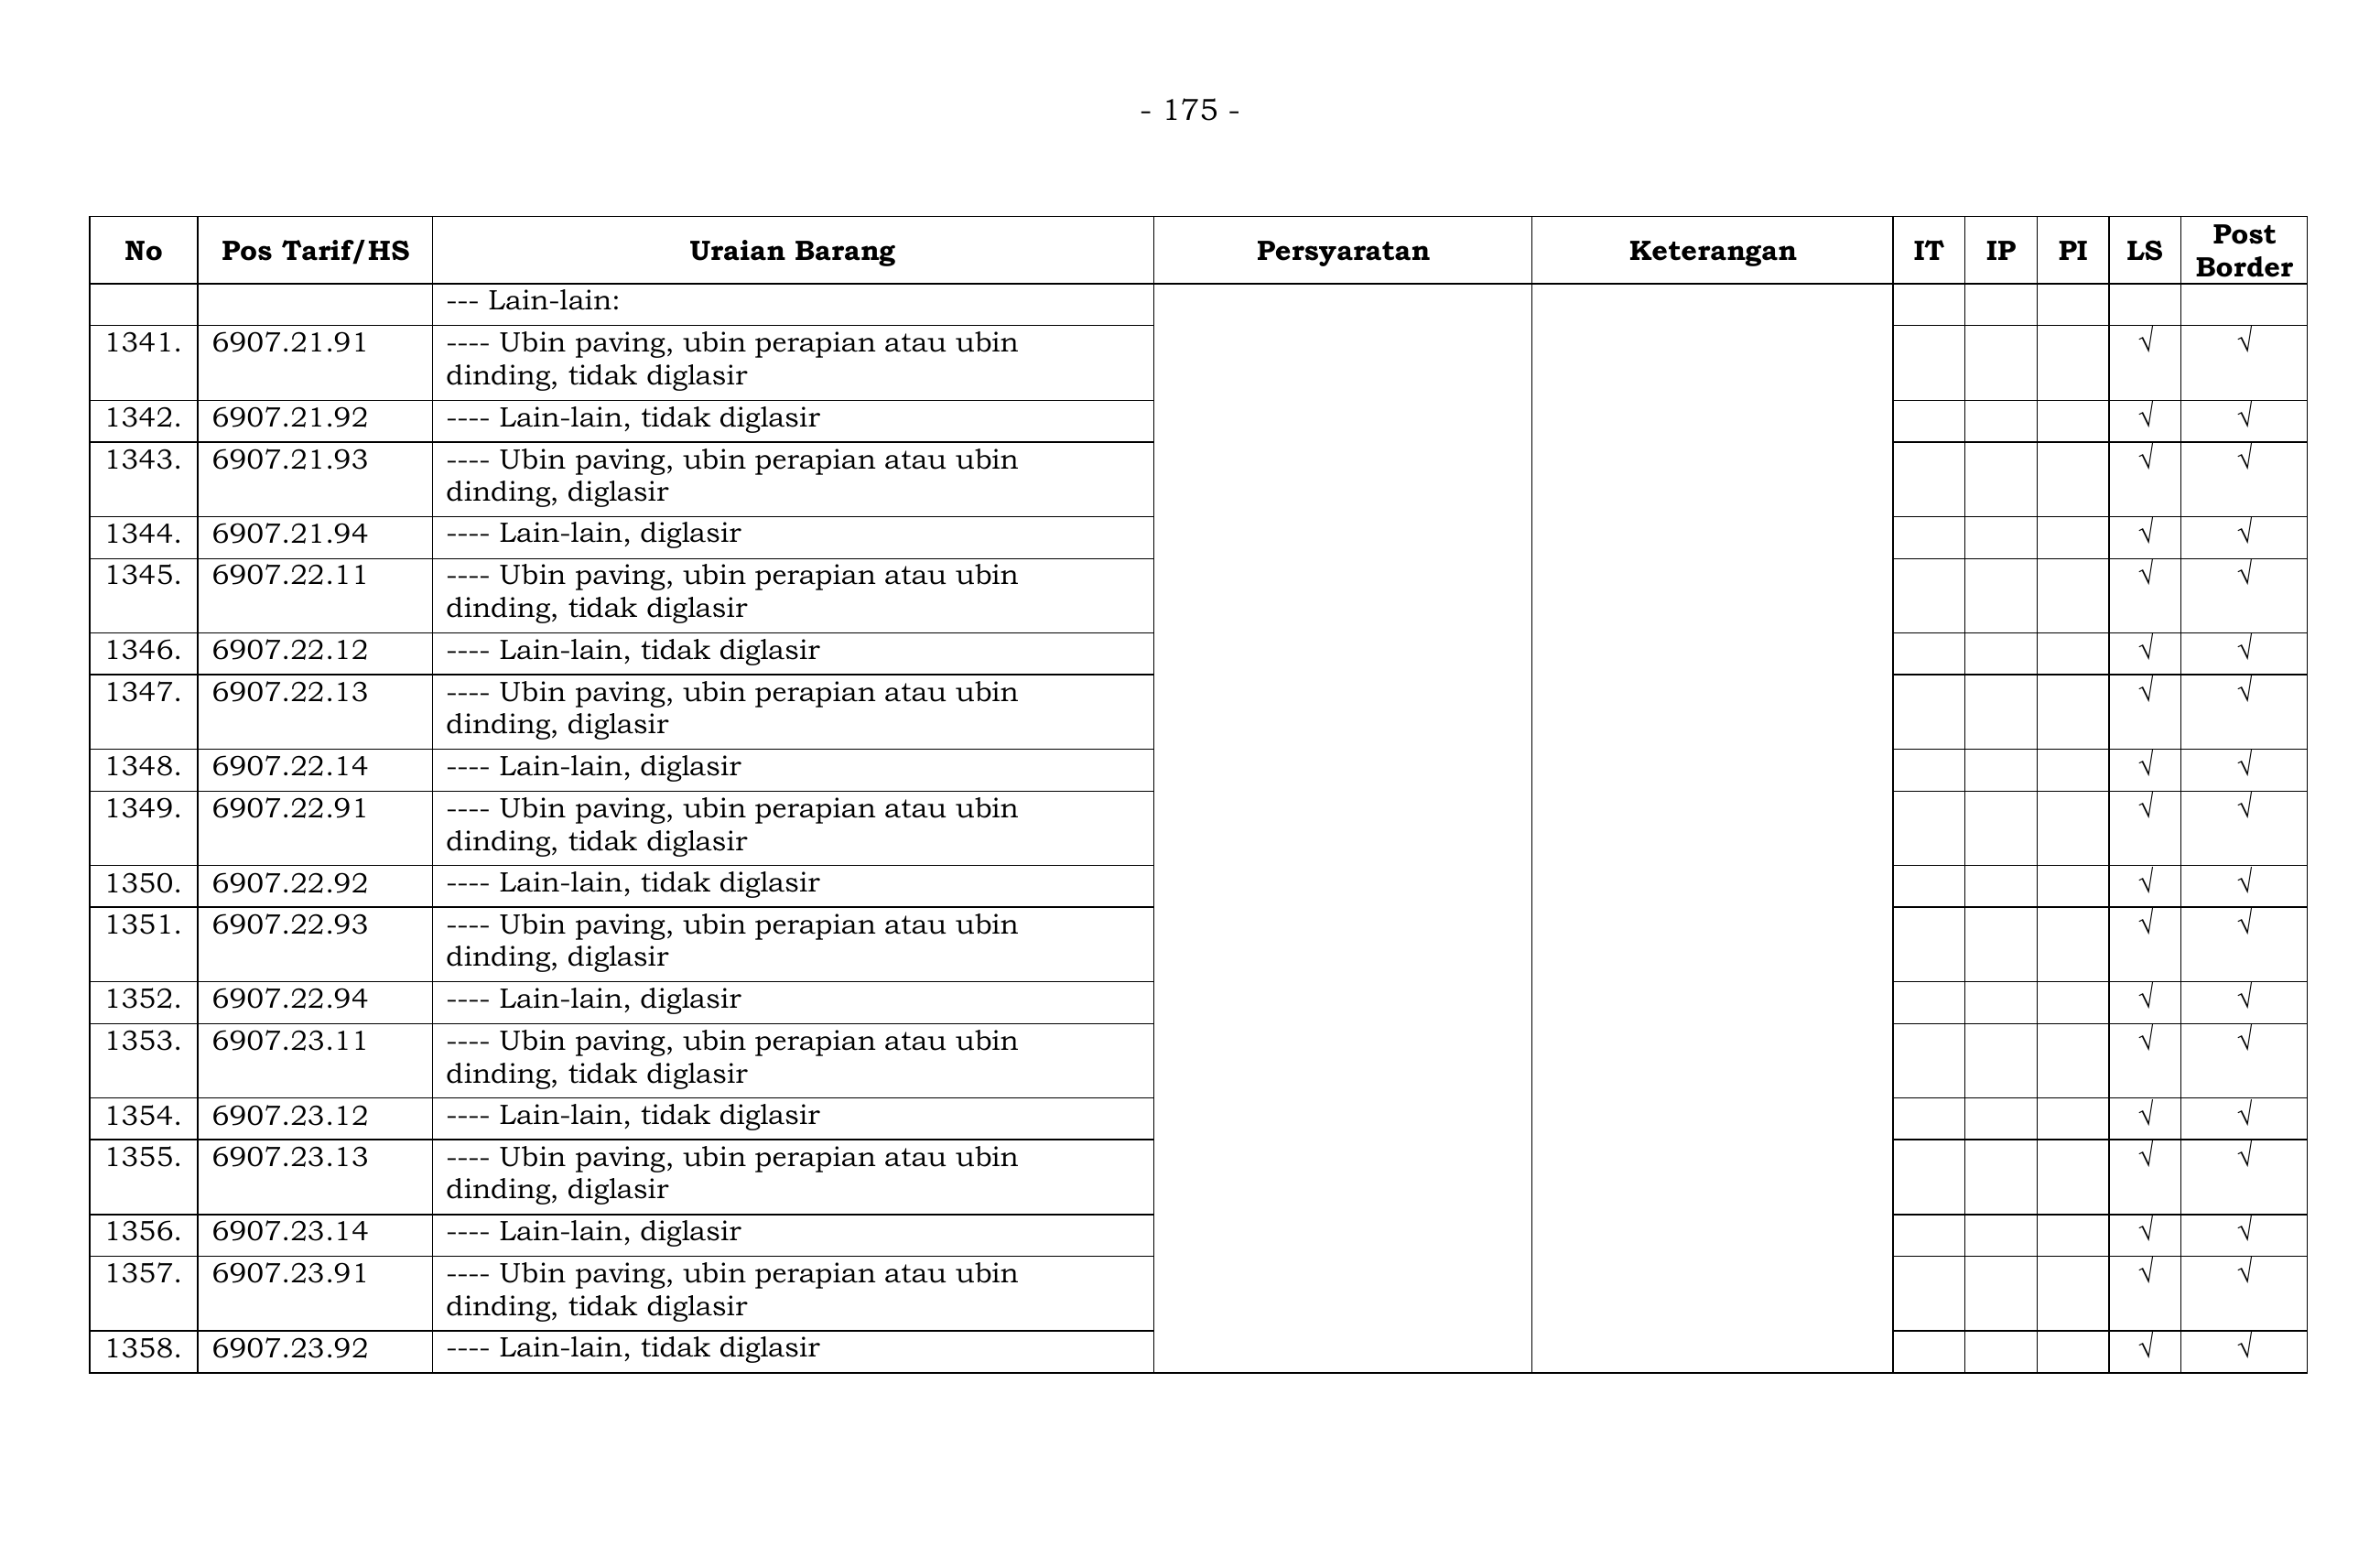 - 175 -
No Pos Tarif/HS Uraian Barang Persyaratan Keterangan IT IP PI LS Post Border
--- Lain-lain:
1341. 6907.21.91 ---- Ubin paving, ubin perapian atau ubin √ √
dinding, tidak diglasir
1342. 6907.21.92 ---- Lain-lain, tidak diglasir √ √
1343. 6907.21.93 ---- Ubin paving, ubin perapian atau ubin √ √
dinding, diglasir
1344. 6907.21.94 ---- Lain-lain, diglasir √ √
1345. 6907.22.11 ---- Ubin paving, ubin perapian atau ubin √ √
dinding, tidak diglasir
1346. 6907.22.12 ---- Lain-lain, tidak diglasir √ √
1347. 6907.22.13 ---- Ubin paving, ubin perapian atau ubin √ √
dinding, diglasir
1348. 6907.22.14 ---- Lain-lain, diglasir √ √
1349. 6907.22.91 ---- Ubin paving, ubin perapian atau ubin √ √
dinding, tidak diglasir
1350. 6907.22.92 ---- Lain-lain, tidak diglasir √ √
1351. 6907.22.93 ---- Ubin paving, ubin perapian atau ubin √ √
dinding, diglasir
1352. 6907.22.94 ---- Lain-lain, diglasir √ √
1353. 6907.23.11 ---- Ubin paving, ubin perapian atau ubin √ √
dinding, tidak diglasir
1354. 6907.23.12 ---- Lain-lain, tidak diglasir √ √
1355. 6907.23.13 ---- Ubin paving, ubin perapian atau ubin √ √
dinding, diglasir
1356. 6907.23.14 ---- Lain-lain, diglasir √ √
1357. 6907.23.91 ---- Ubin paving, ubin perapian atau ubin √ √
dinding, tidak diglasir
1358. 6907.23.92 ---- Lain-lain, tidak diglasir √ √